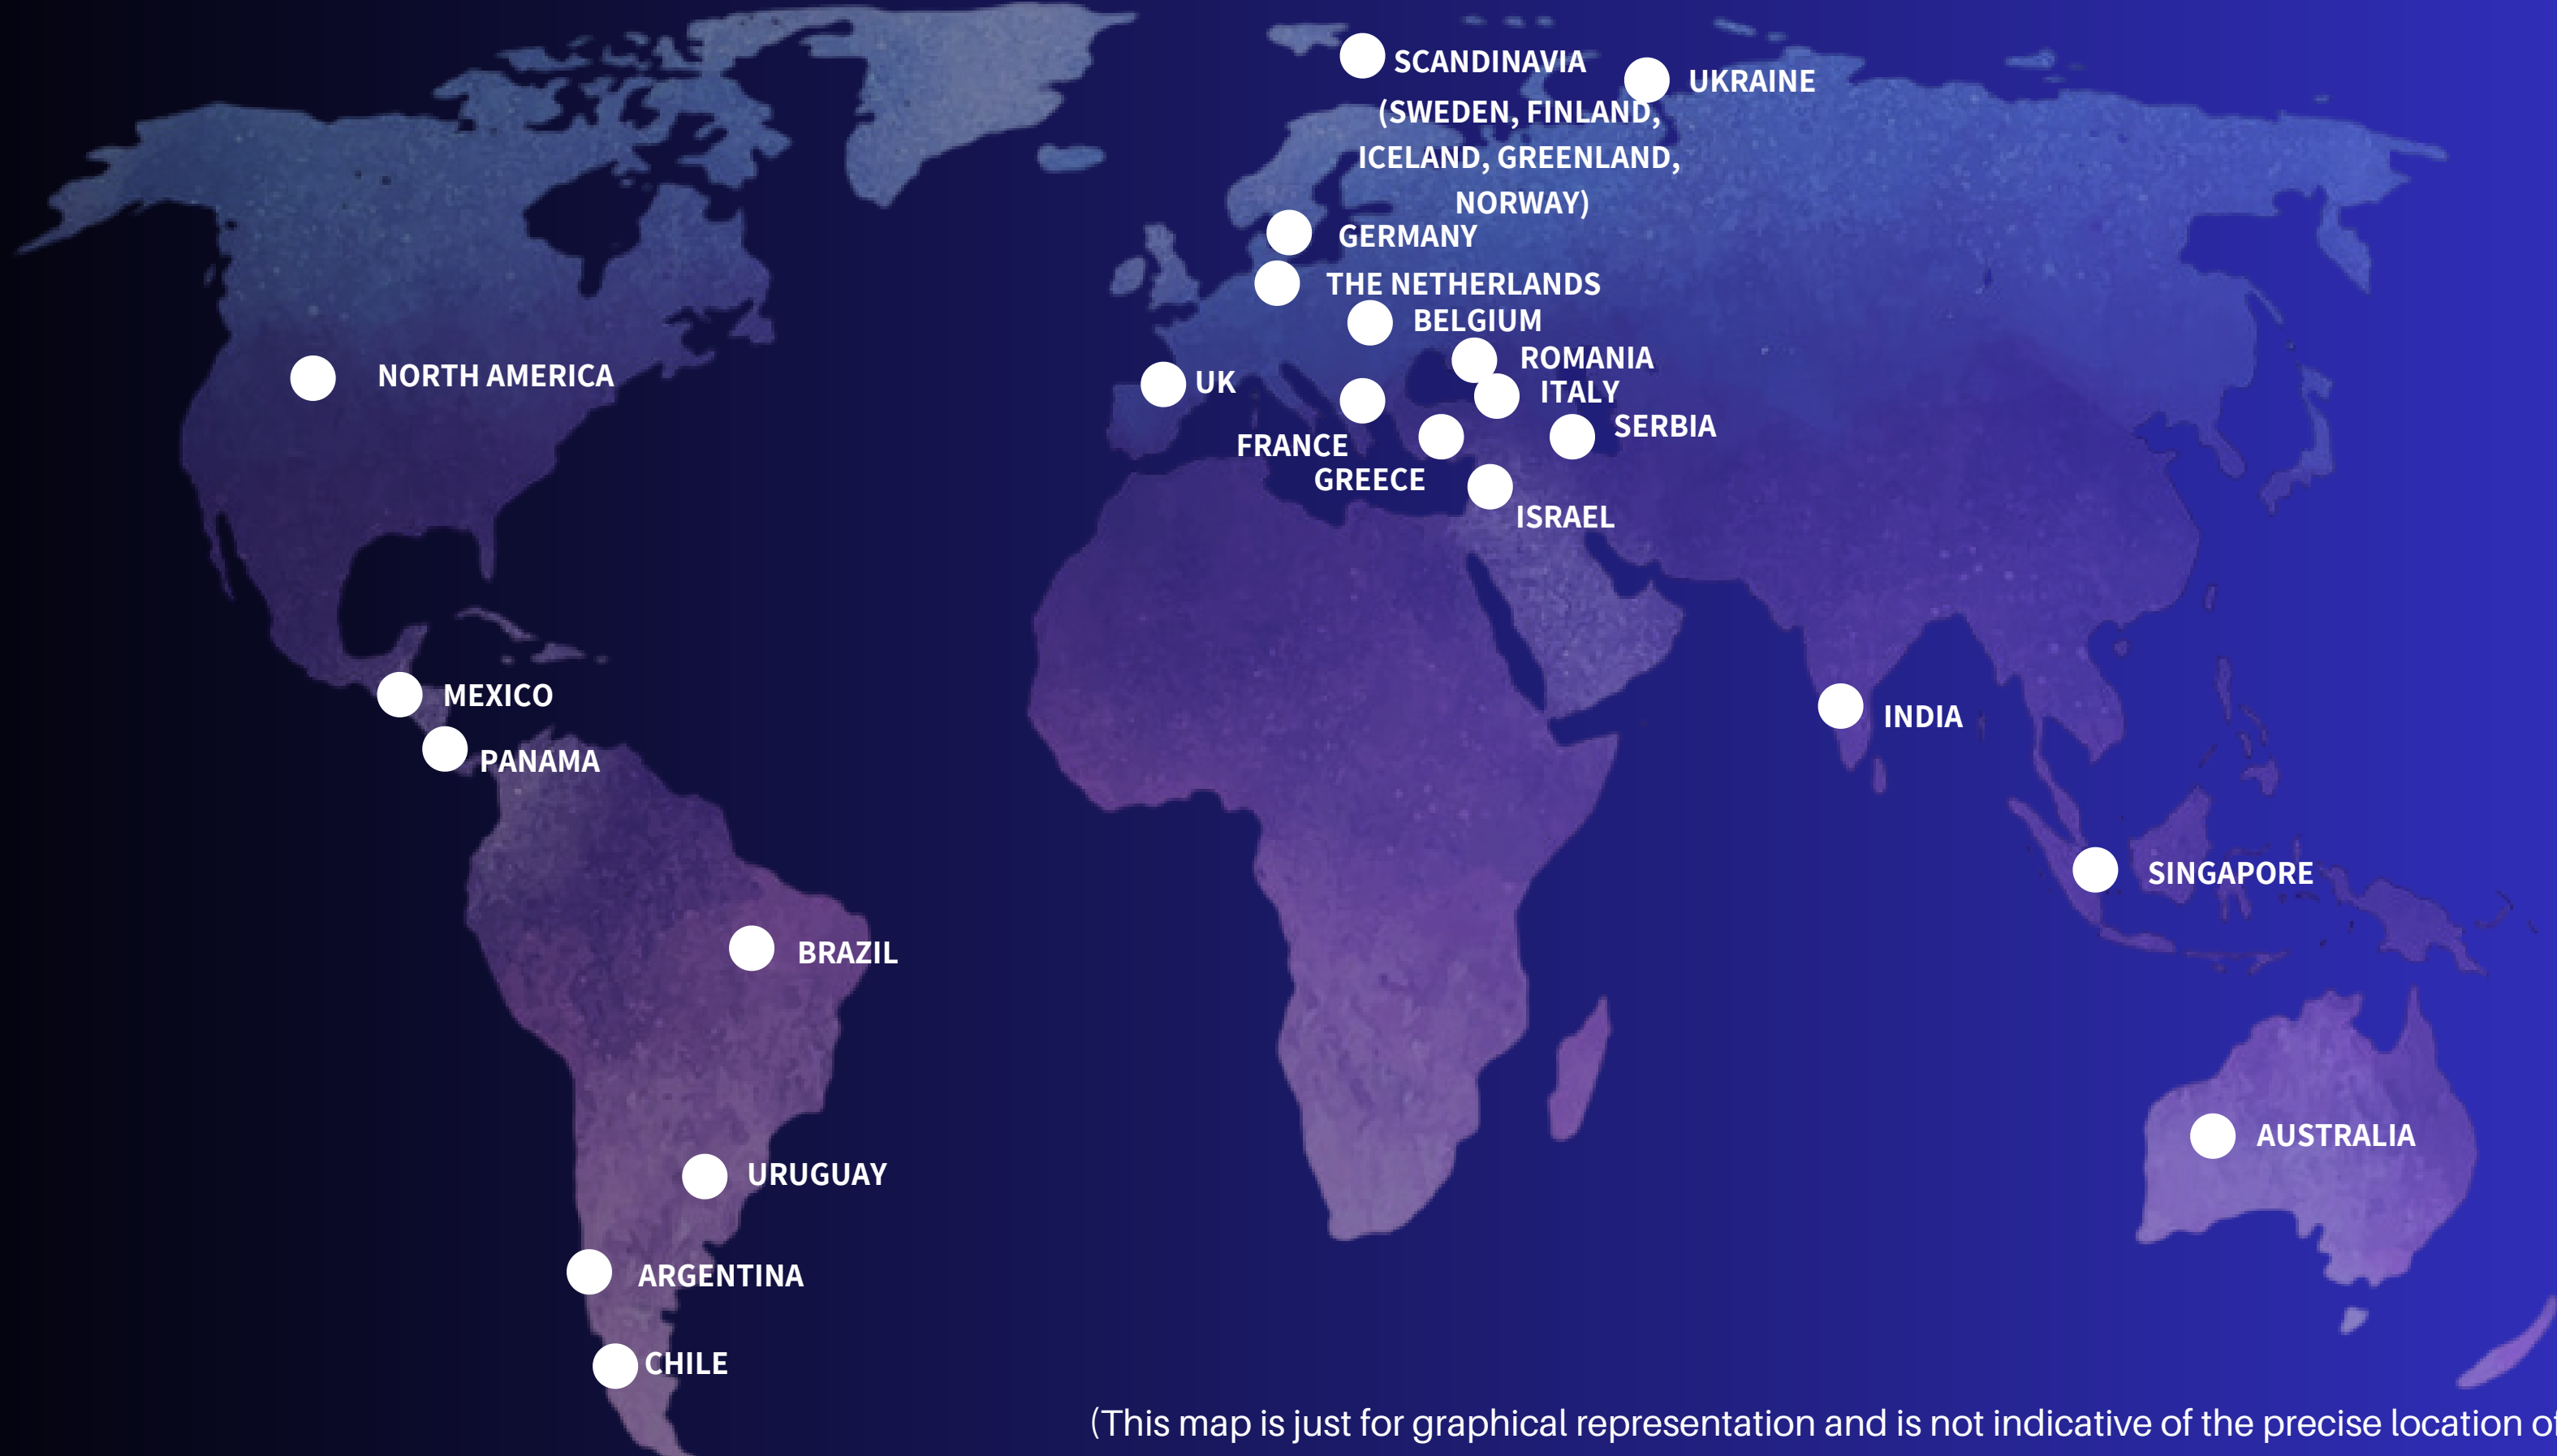 SCANDINAVIA
(SWEDEN, FINLAND,
ICELAND, GREENLAND,
NORWAY)
UKRAINE
GERMANY
THE NETHERLANDS
BELGIUM
ROMANIA
NORTH AMERICA
UK
ITALY
SERBIA
FRANCE
GREECE
ISRAEL
MEXICO
INDIA
PANAMA
SINGAPORE
BRAZIL
AUSTRALIA
URUGUAY
ARGENTINA
CHILE
(This map is just for graphical representation and is not indicative of the precise location of